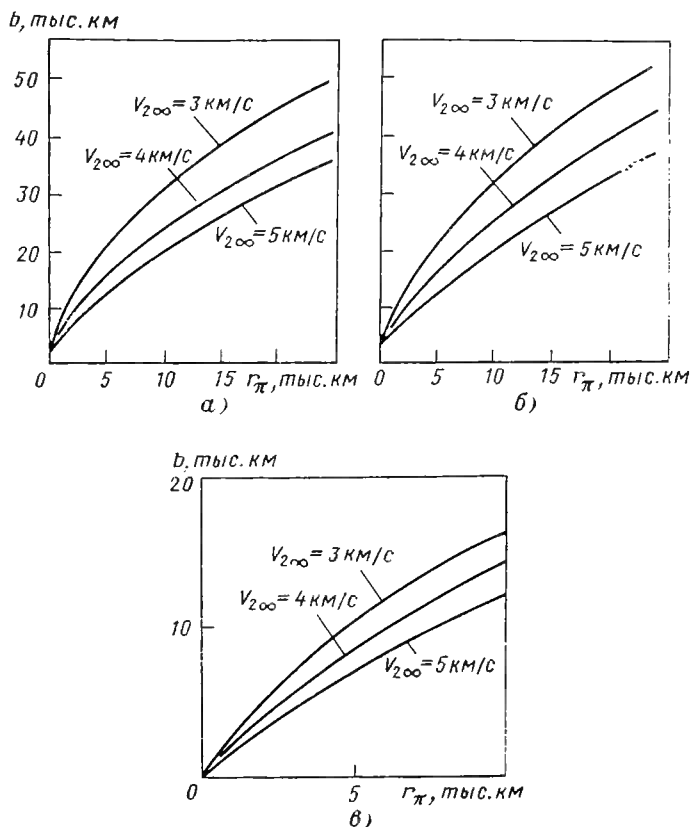 b, тыс. км
50
40
30
20
10
0 5 10 15 rπ, тыс. км
V2∞=3 км/с
V2∞=4 км/с
V2∞=5 км/с
а)
V2∞=3 км/с
V2∞=4 км/с
V2∞=5 км/с
0 5 10 15 rπ, тыс. км
б)
b, тыс. км
20
10
V2∞=3 км/с
V2∞=4 км/с
V2∞=5 км/с
0 5 rπ, тыс. км
в)